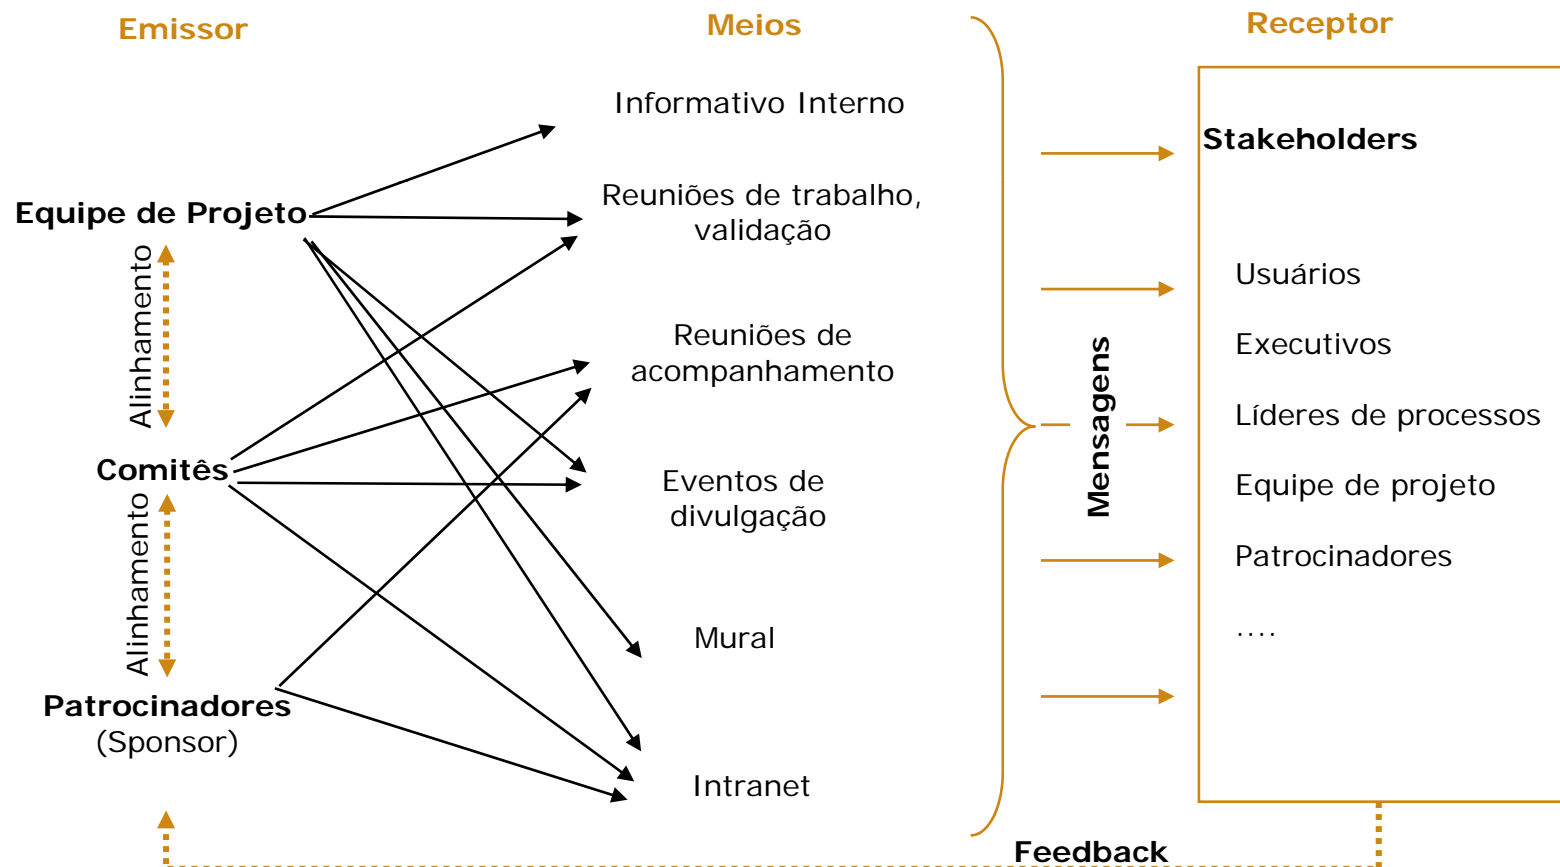 Emissor
Meios
Receptor
Informativo Interno
Stakeholders
Equipe de Projeto
Reuniões de trabalho,
validação
Alinhamento
Usuários
Reuniões de
acompanhamento
Executivos
Mensagens
Líderes de processos
Comitês
Eventos de
divulgação
Equipe de projeto
Alinhamento
Patrocinadores
....
Mural
Patrocinadores
(Sponsor)
Intranet
Feedback